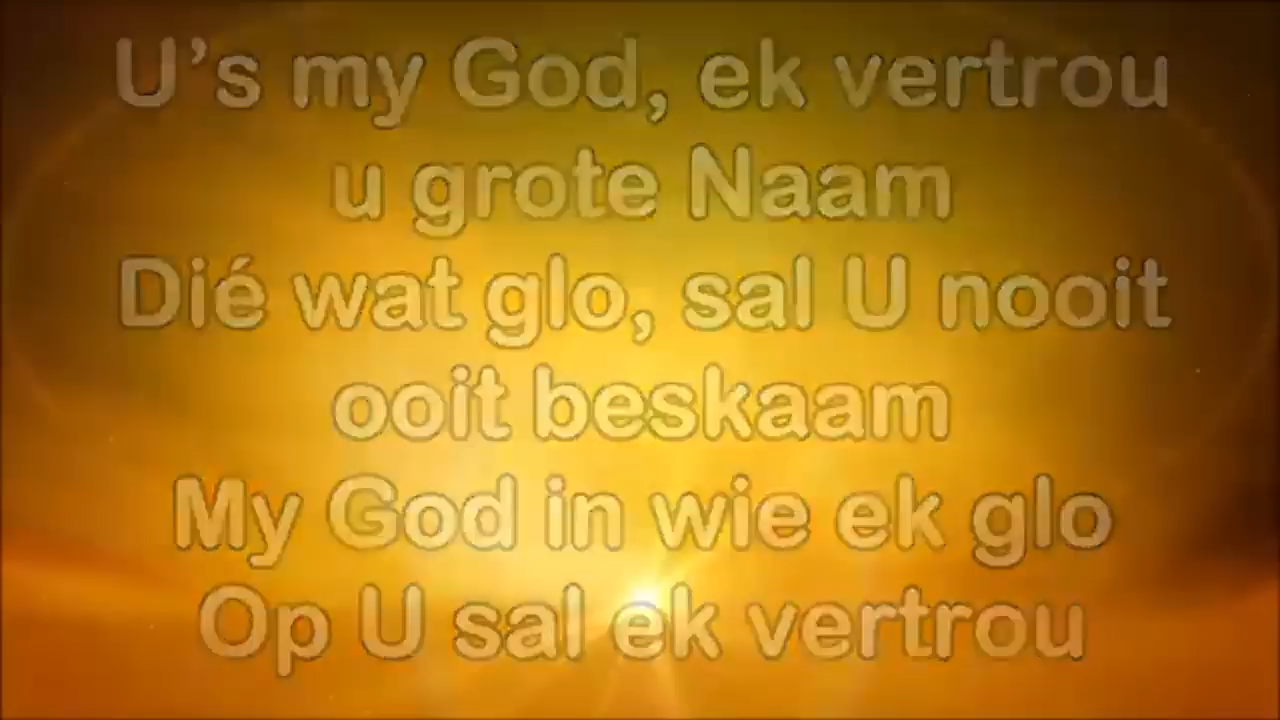 U’s my God, ek vertrou
u grote Naam
Dié wat glo, sal U nooit
ooit beskaam
My God in wie ek glo
Op U sal ek vertrou